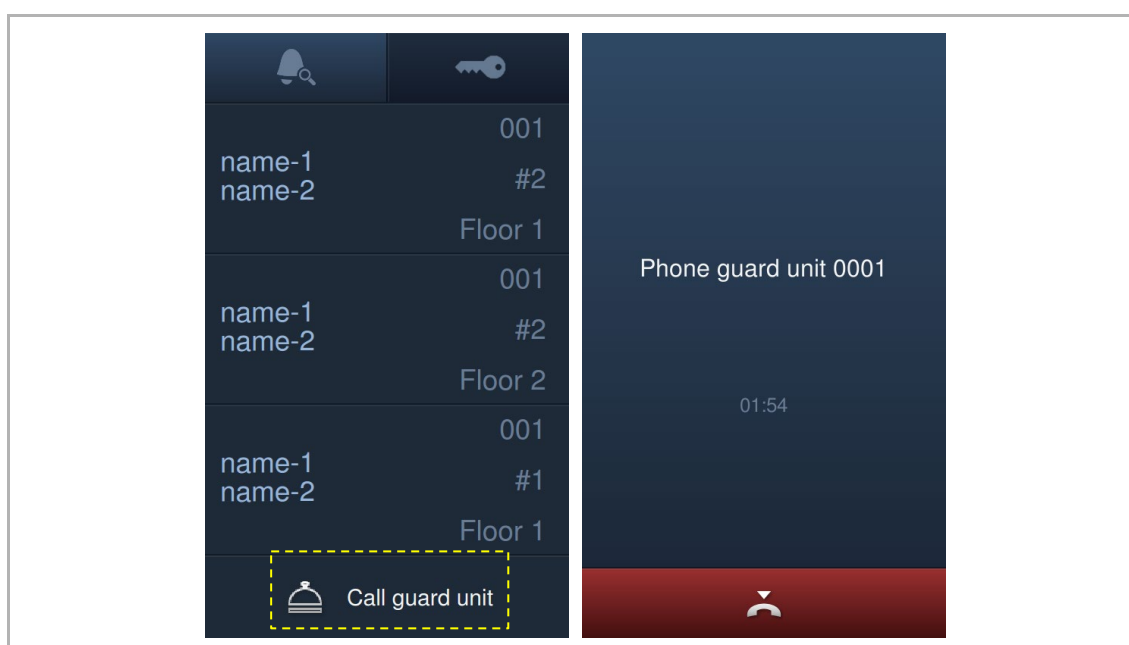 001
name-1
name-2
#2
Floor 1
001
name-1
name-2
#2
Floor 2
001
name-1
name-2
#1
Floor 1
Call guard unit
Phone guard unit 0001
01:54